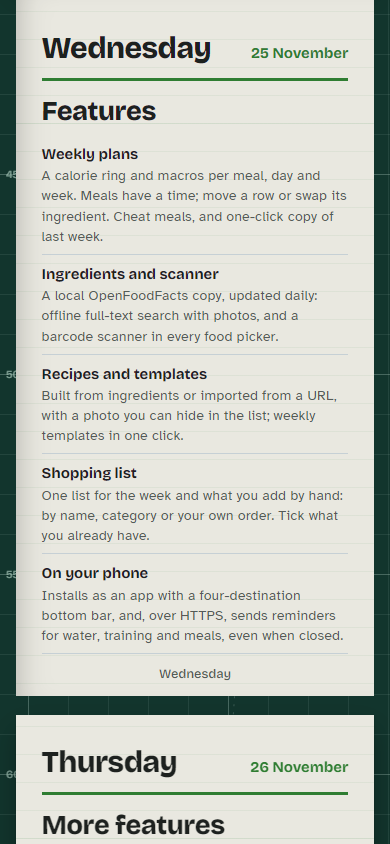 Wednesday
25 November
Features
Weekly plans
A calorie ring and macros per meal, day and
week. Meals have a time; move a row or swap its
ingredient. Cheat meals, and one-click copy of
last week.
Ingredients and scanner
A local OpenFoodFacts copy, updated daily:
offline full-text search with photos, and a
barcode scanner in every food picker.
Recipes and templates
Built from ingredients or imported from a URL,
with a photo you can hide in the list; weekly
templates in one click.
Shopping list
One list for the week and what you add by hand:
by name, category or your own order. Tick what
you already have.
On your phone
Installs as an app with a four-destination
bottom bar, and, over HTTPS, sends reminders
for water, training and meals, even when closed.
Wednesday
Thursday
26 November
More features